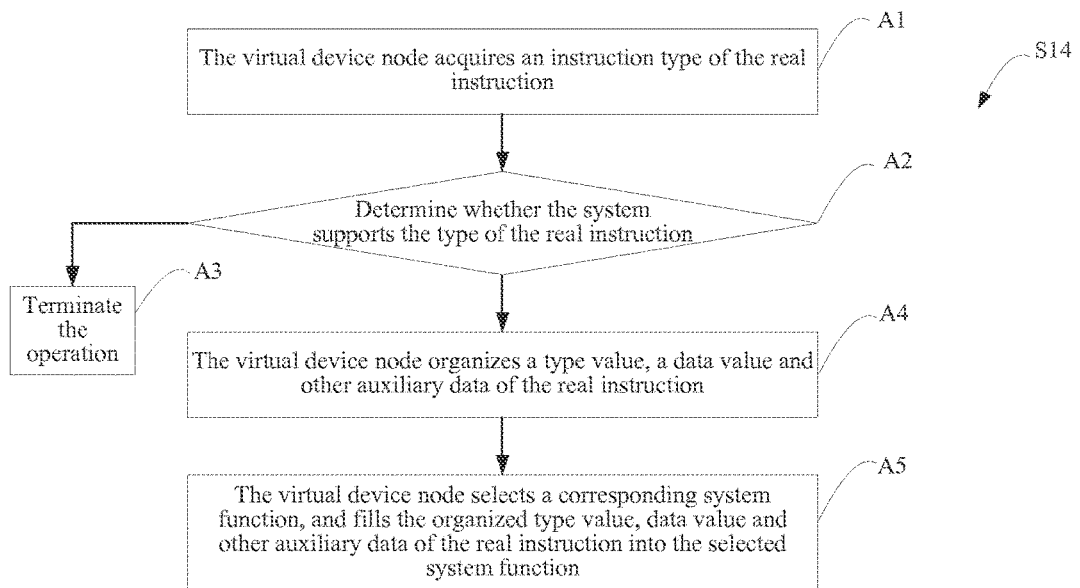 A1
The virtual device node acquires an instruction type of the real
instruction
S14
A2
Determine whether the system
supports the type of the real instruction
A3
Terminate
the
operation
A4
The virtual device node organizes a type value, a data value and
other auxiliary data of the real instruction
A5
The virtual device node selects a corresponding system
function, and fills the organized type value, data value and
other auxiliary data of the real instruction into the selected
system function